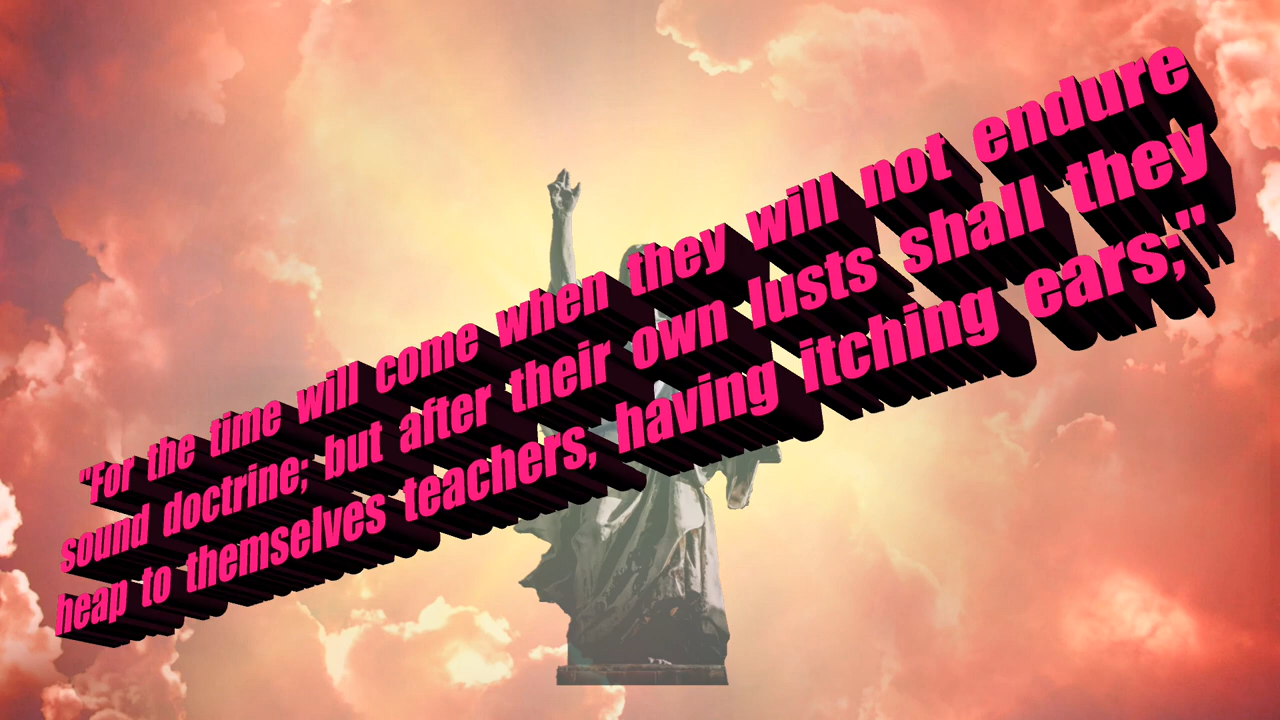 "For the time will come when they will not endure
sound doctrine; but after their own lusts shall they
heap to themselves teachers, having itching ears;"